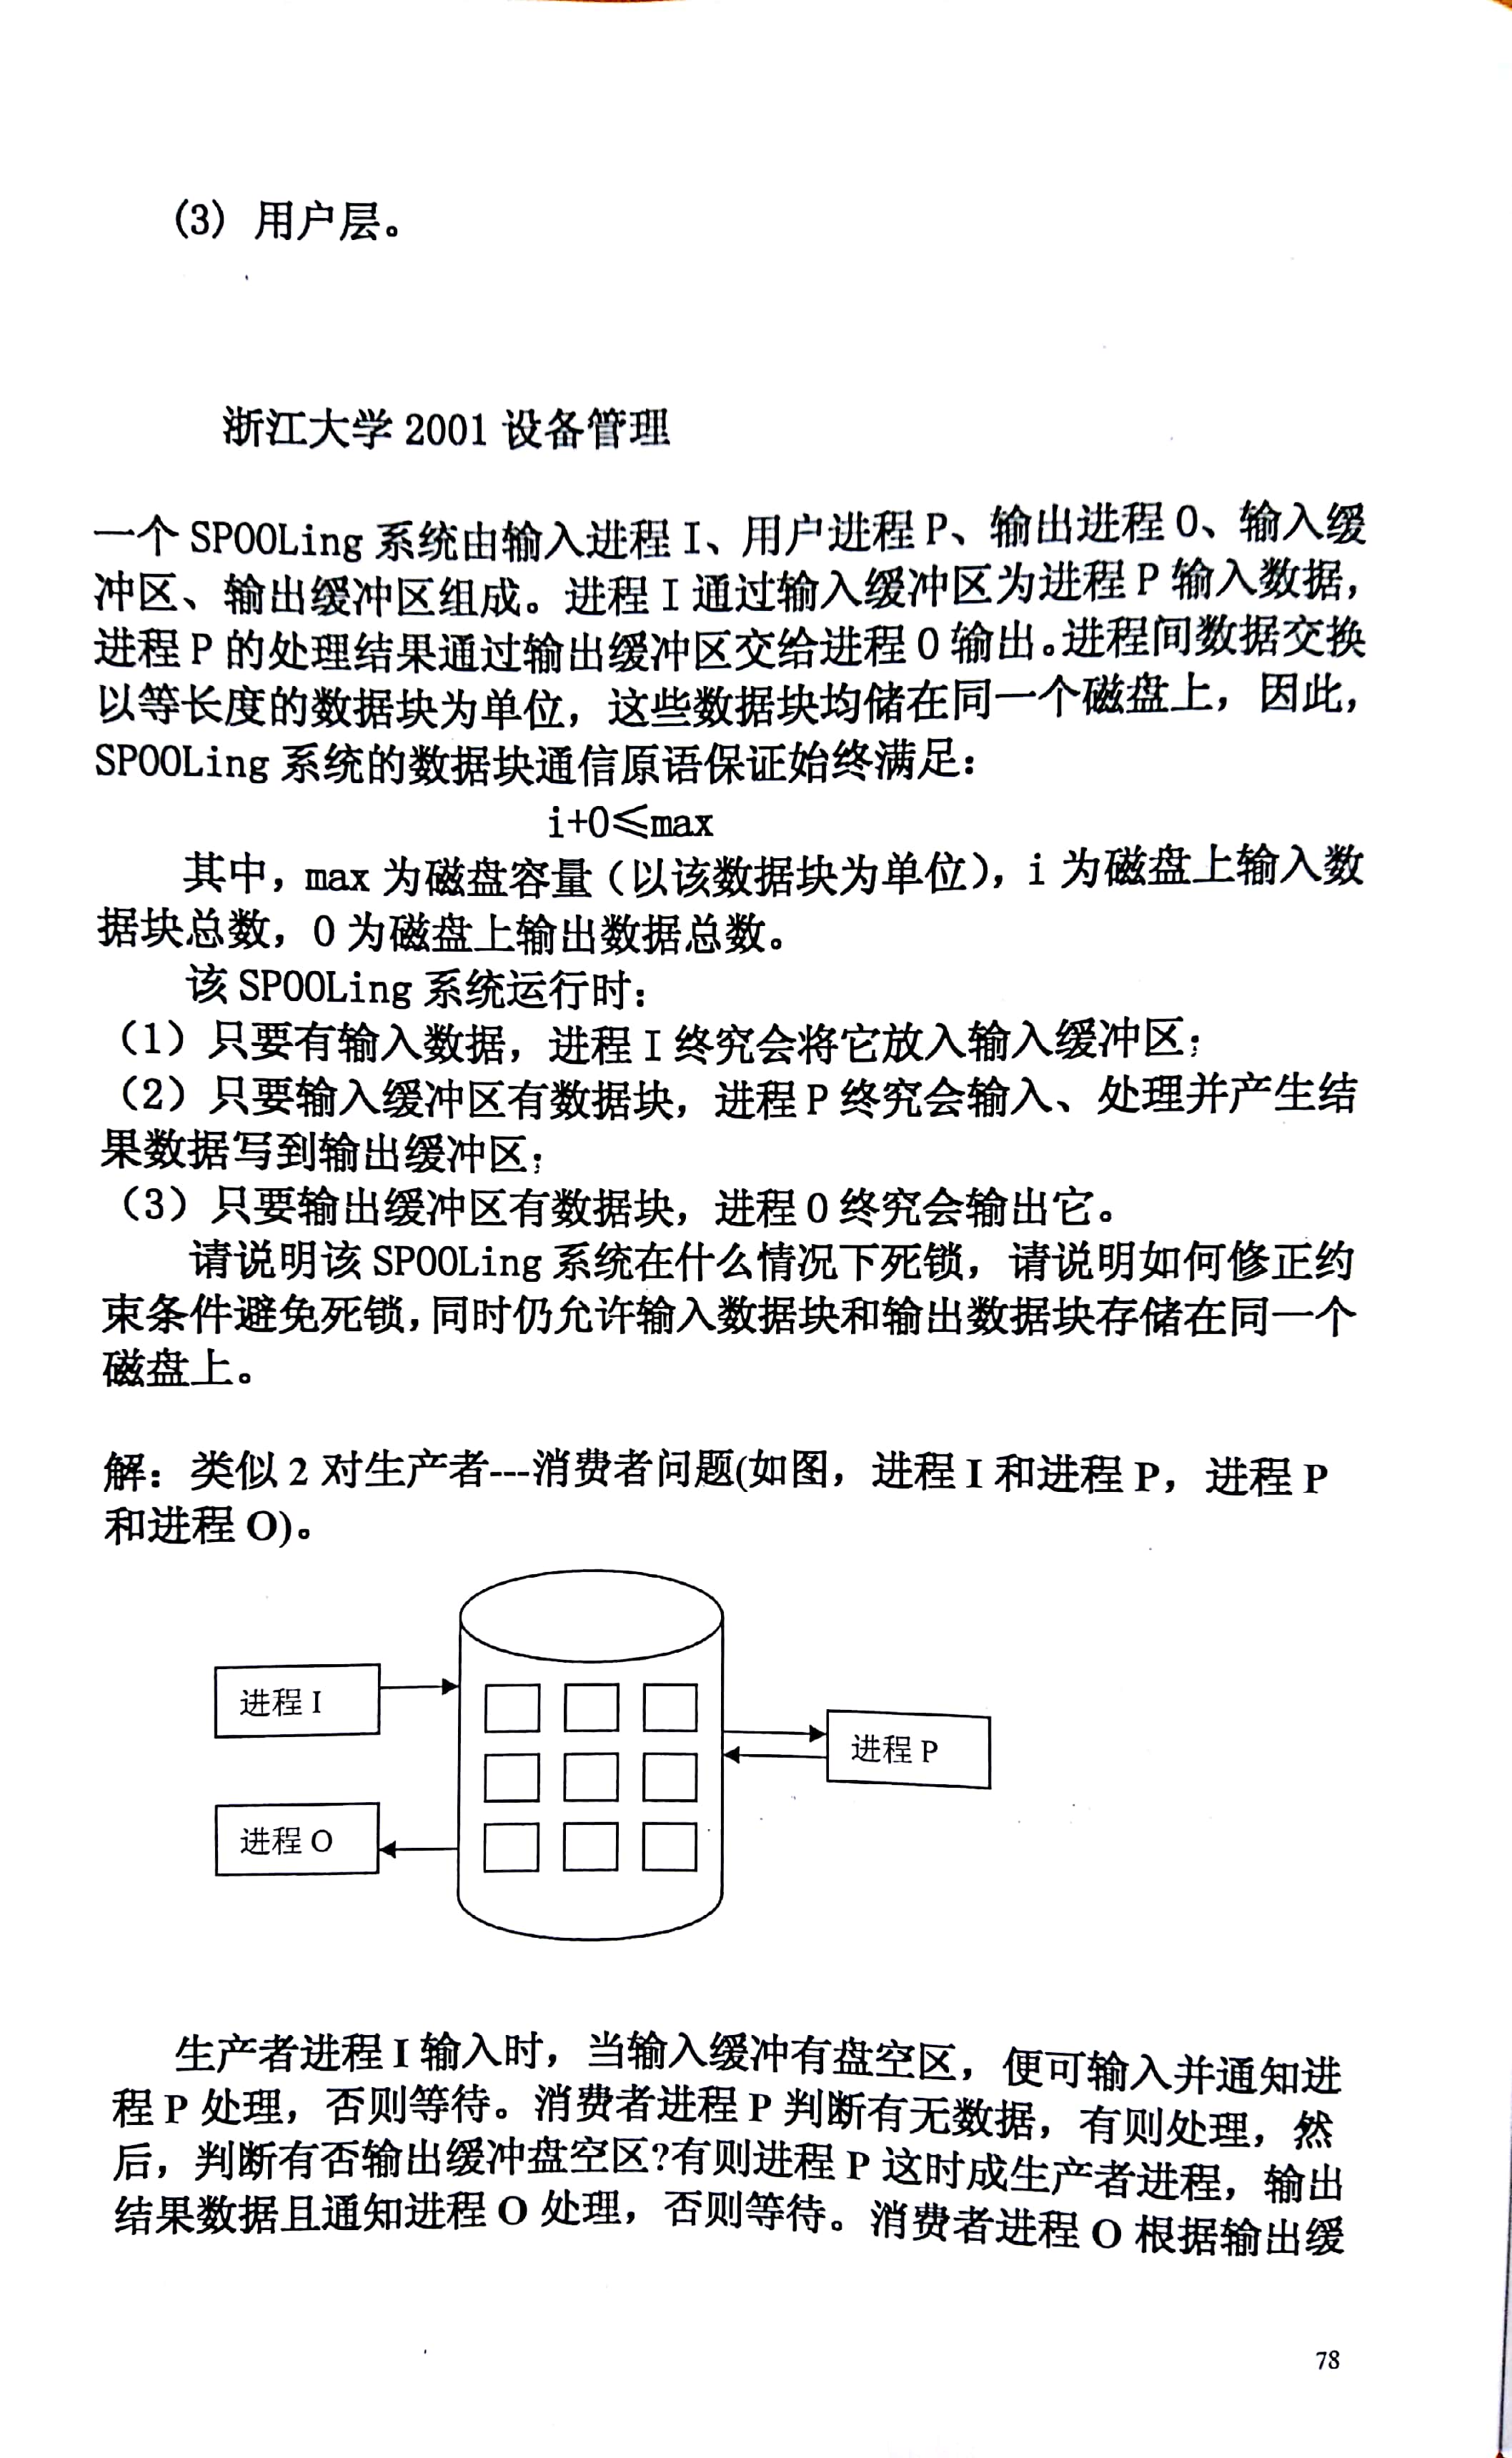 (3) 用户层。
浙江大学 2001 设备管理
一个 SPOOLing 系统由输入进程 I、用户进程 P、输出进程 O、输入缓
冲区、输出缓冲区组成。进程 I 通过输入缓冲区为进程 P 输入数据，
进程 P 的处理结果通过输出缓冲区交给进程 O 输出。进程间数据交换
以等长度的数据块为单位，这些数据块均储在同一个磁盘上，因此，
SPOOLing 系统的数据块通信原语保证始终满足：
i+O≤max
其中，max 为磁盘容量（以该数据块为单位），i 为磁盘上输入数
据块总数，O 为磁盘上输出数据总数。
该 SPOOLing 系统运行时：
（1）只要有输入数据，进程 I 终究会将它放入输入缓冲区；
（2）只要输入缓冲区有数据块，进程 P 终究会输入、处理并产生结
果数据写到输出缓冲区；
（3）只要输出缓冲区有数据块，进程 O 终究会输出它。
请说明该 SPOOLing 系统在什么情况下死锁，请说明如何修正约
束条件避免死锁，同时仍允许输入数据块和输出数据块存储在同一个
磁盘上。
解：类似 2 对生产者---消费者问题(如图，进程 I 和进程 P，进程 P
和进程 O)。
进程 I
进程 P
进程 O
生产者进程 I 输入时，当输入缓冲有盘空区，便可输入并通知进
程 P 处理，否则等待。消费者进程 P 判断有无数据，有则处理，然
后，判断有否输出缓冲盘空区?有则进程 P 这时成生产者进程，输出
结果数据且通知进程 O 处理，否则等待。消费者进程 O 根据输出缓
78